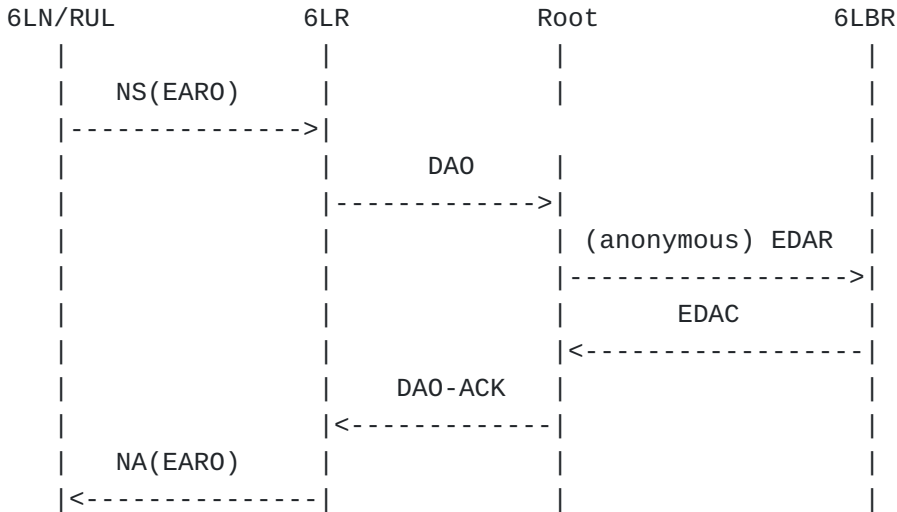 6LN/RUL 6LR Root 6LBR
NS(EARO)
DAO
(anonymous) EDAR
EDAC
DAO-ACK
NA(EARO)